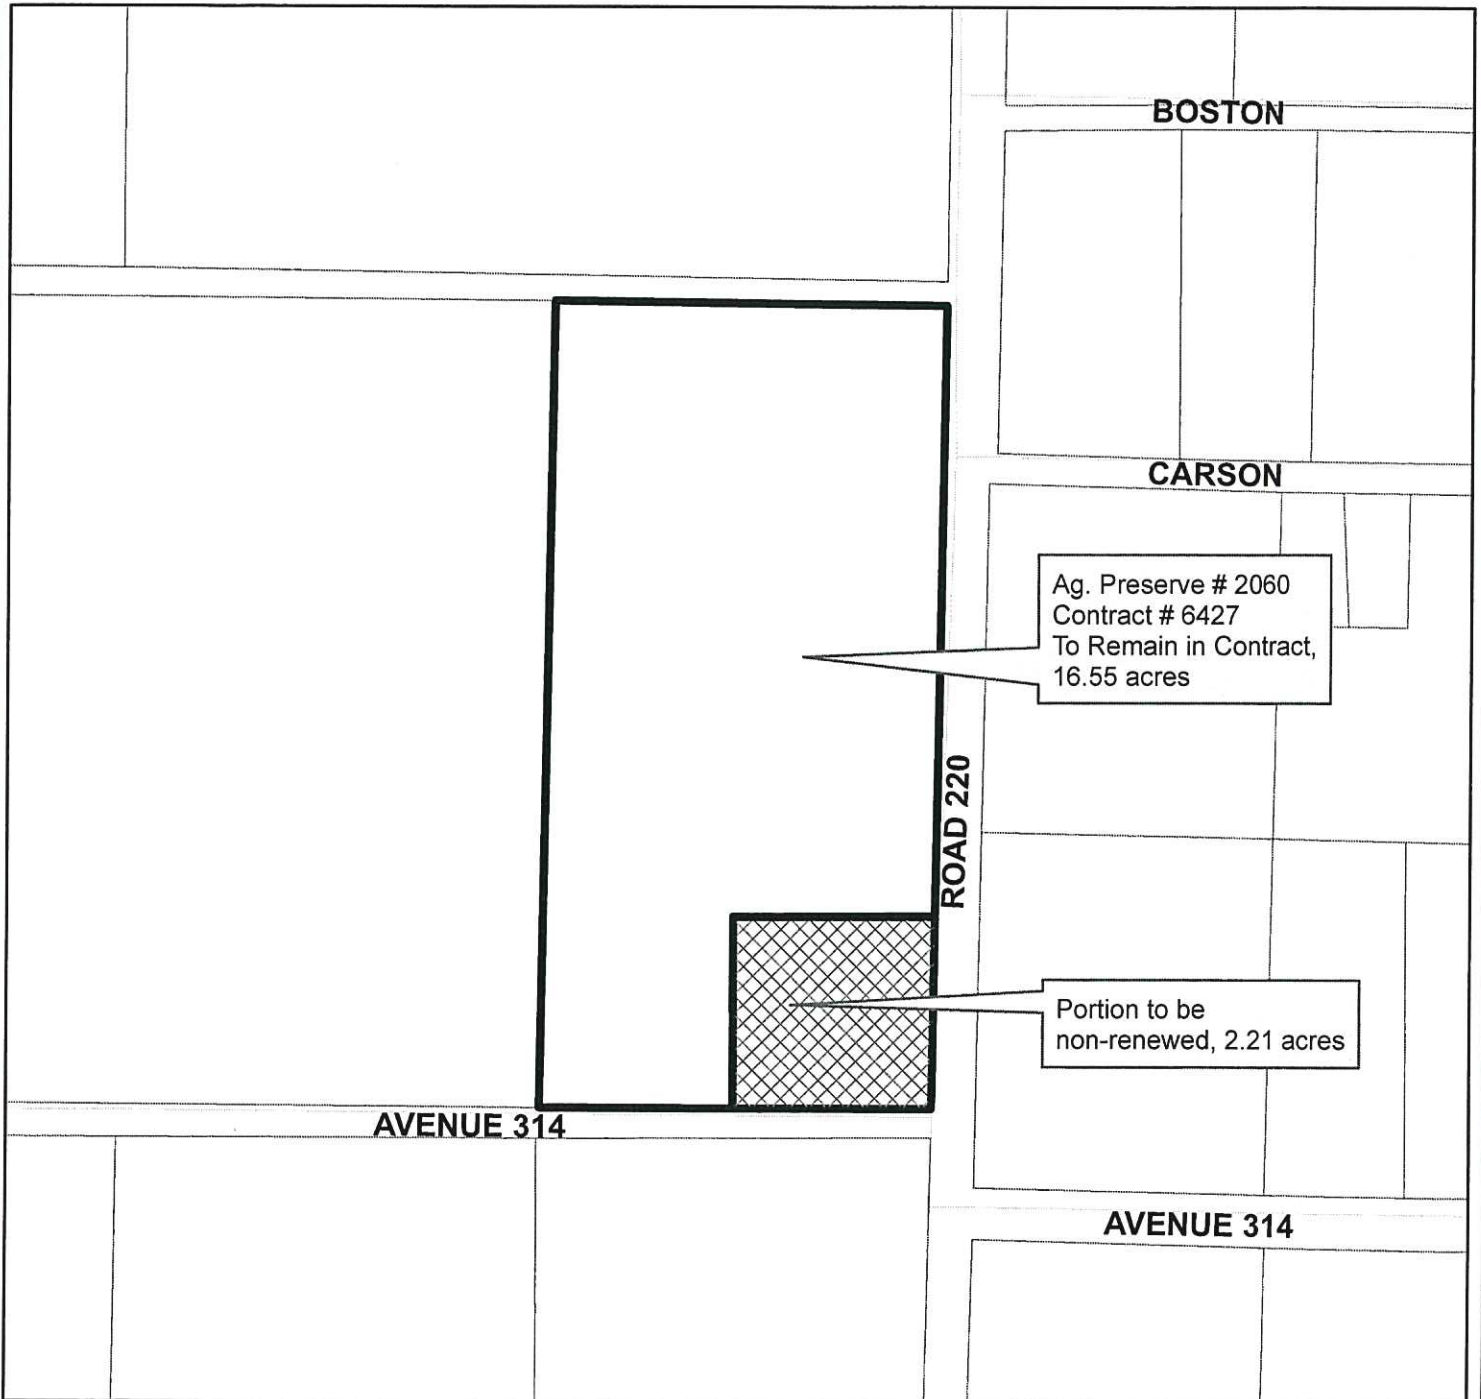 BOSTON
CARSON
Ag. Preserve # 2060
Contract # 6427
To Remain in Contract,
16.55 acres
ROAD 220
Portion to be
non-renewed, 2.21 acres
AVENUE 314
AVENUE 314